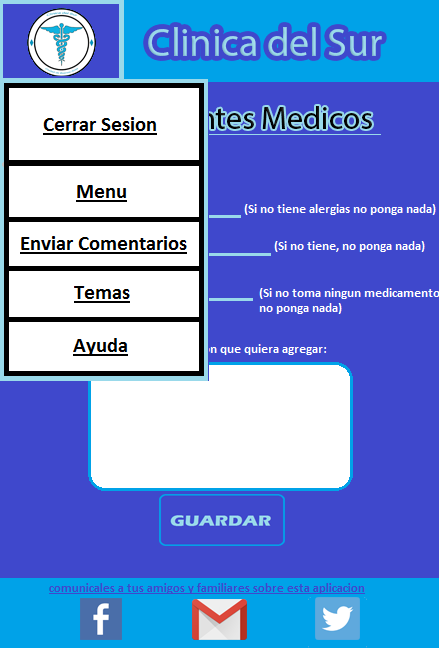 Clinica del Sur
ntes Medicos
Cerrar Sesion
Menu
(Si no tiene alergias no ponga nada)
Enviar Comentarios
(Si no tiene, no ponga nada)
Temas
(Si no toma ningun medicamento
no ponga nada)
Ayuda
on que quiera agregar:
GUARDAR
comunicales a tus amigos y familiares sobre esta aplicacion